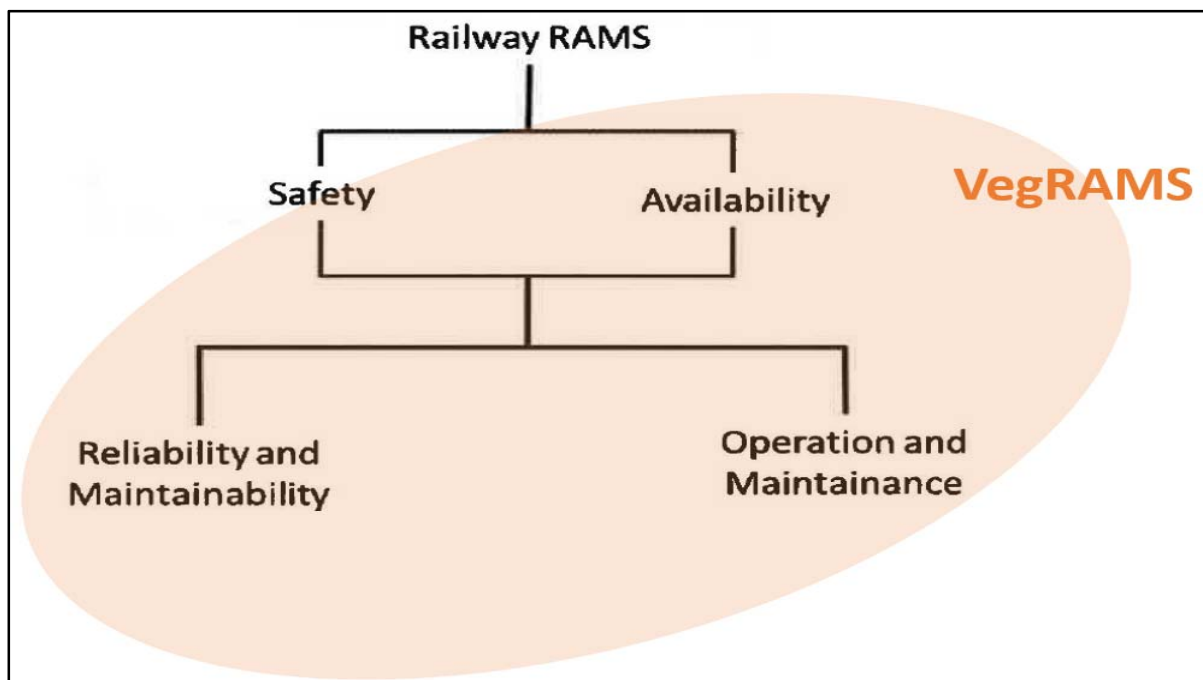 Railway RAMS
VegRAMS
Safety
Availability
Reliability and
Maintainability
Operation and
Maintainance